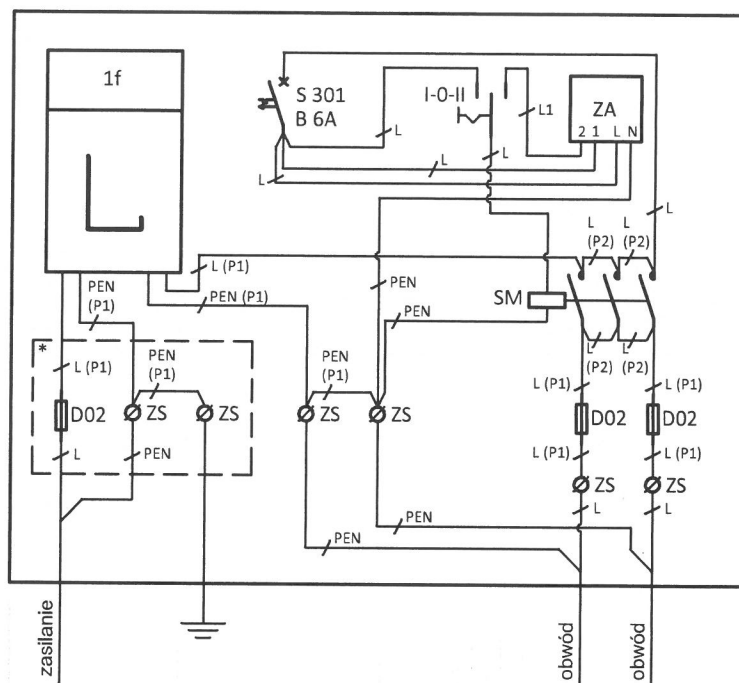 1f
S 301
B 6A
I-0-II
L1
ZA
2 1 L N
L
L
L
L
L
L
(P2)
L
(P2)
L (P1)
PEN
(P1)
PEN (P1)
PEN
SM
PEN
*
L (P1)
PEN
(P1)
PEN
(P1)
L
(P2)
L
(P2)
D02
ZS
ZS
ZS
ZS
L (P1)
L (P1)
D02
D02
L
PEN
L (P1)
L (P1)
ZS
ZS
L
L
PEN
PEN
zasilanie
obwód
obwód